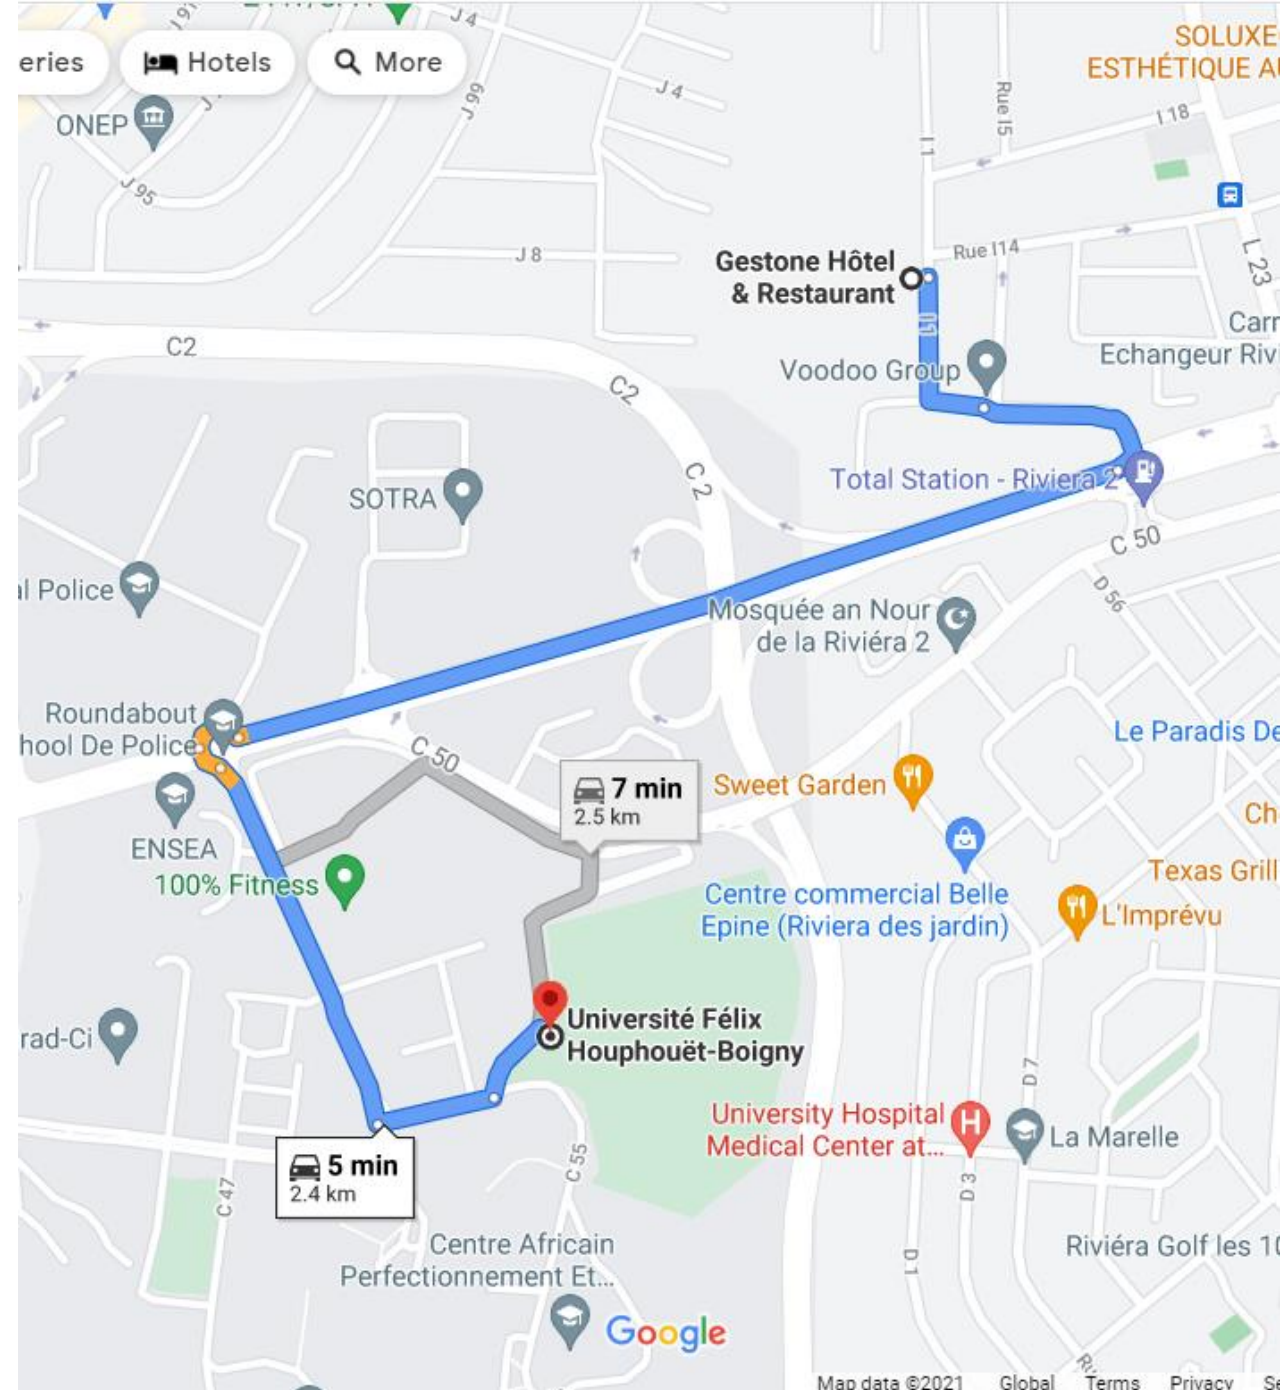 J 4
J 97
SOLUXE
ESTHÉTIQUE AU
eries
Hotels
More
J 4
J 99
Rue I5
I 18
ONEP
I 1
J 95
Rue I14
J 8
L 23
Gestone Hôtel
& Restaurant
I 1
Carr
Echangeur Rivi
C2
Voodoo Group
C2
C 2
Total Station - Riviera 2
SOTRA
C 50
al Police
D 56
Mosquée an Nour
de la Riviéra 2
Roundabout
hool De Police
Le Paradis De
C 50
7 min
2.5 km
Sweet Garden
Ch
ENSEA
100% Fitness
Texas Grill
Centre commercial Belle
Epine (Riviera des jardin)
L'Imprévu
Université Félix
Houphouët-Boigny
rad-Ci
D 7
University Hospital
Medical Center at...
La Marelle
5 min
2.4 km
C 55
C 47
D 3
Centre Africain
Perfectionnement Et...
Riviéra Golf les 10
D 1
Google
Ru
Map data ©2021
Global
Terms
Privacy
Se